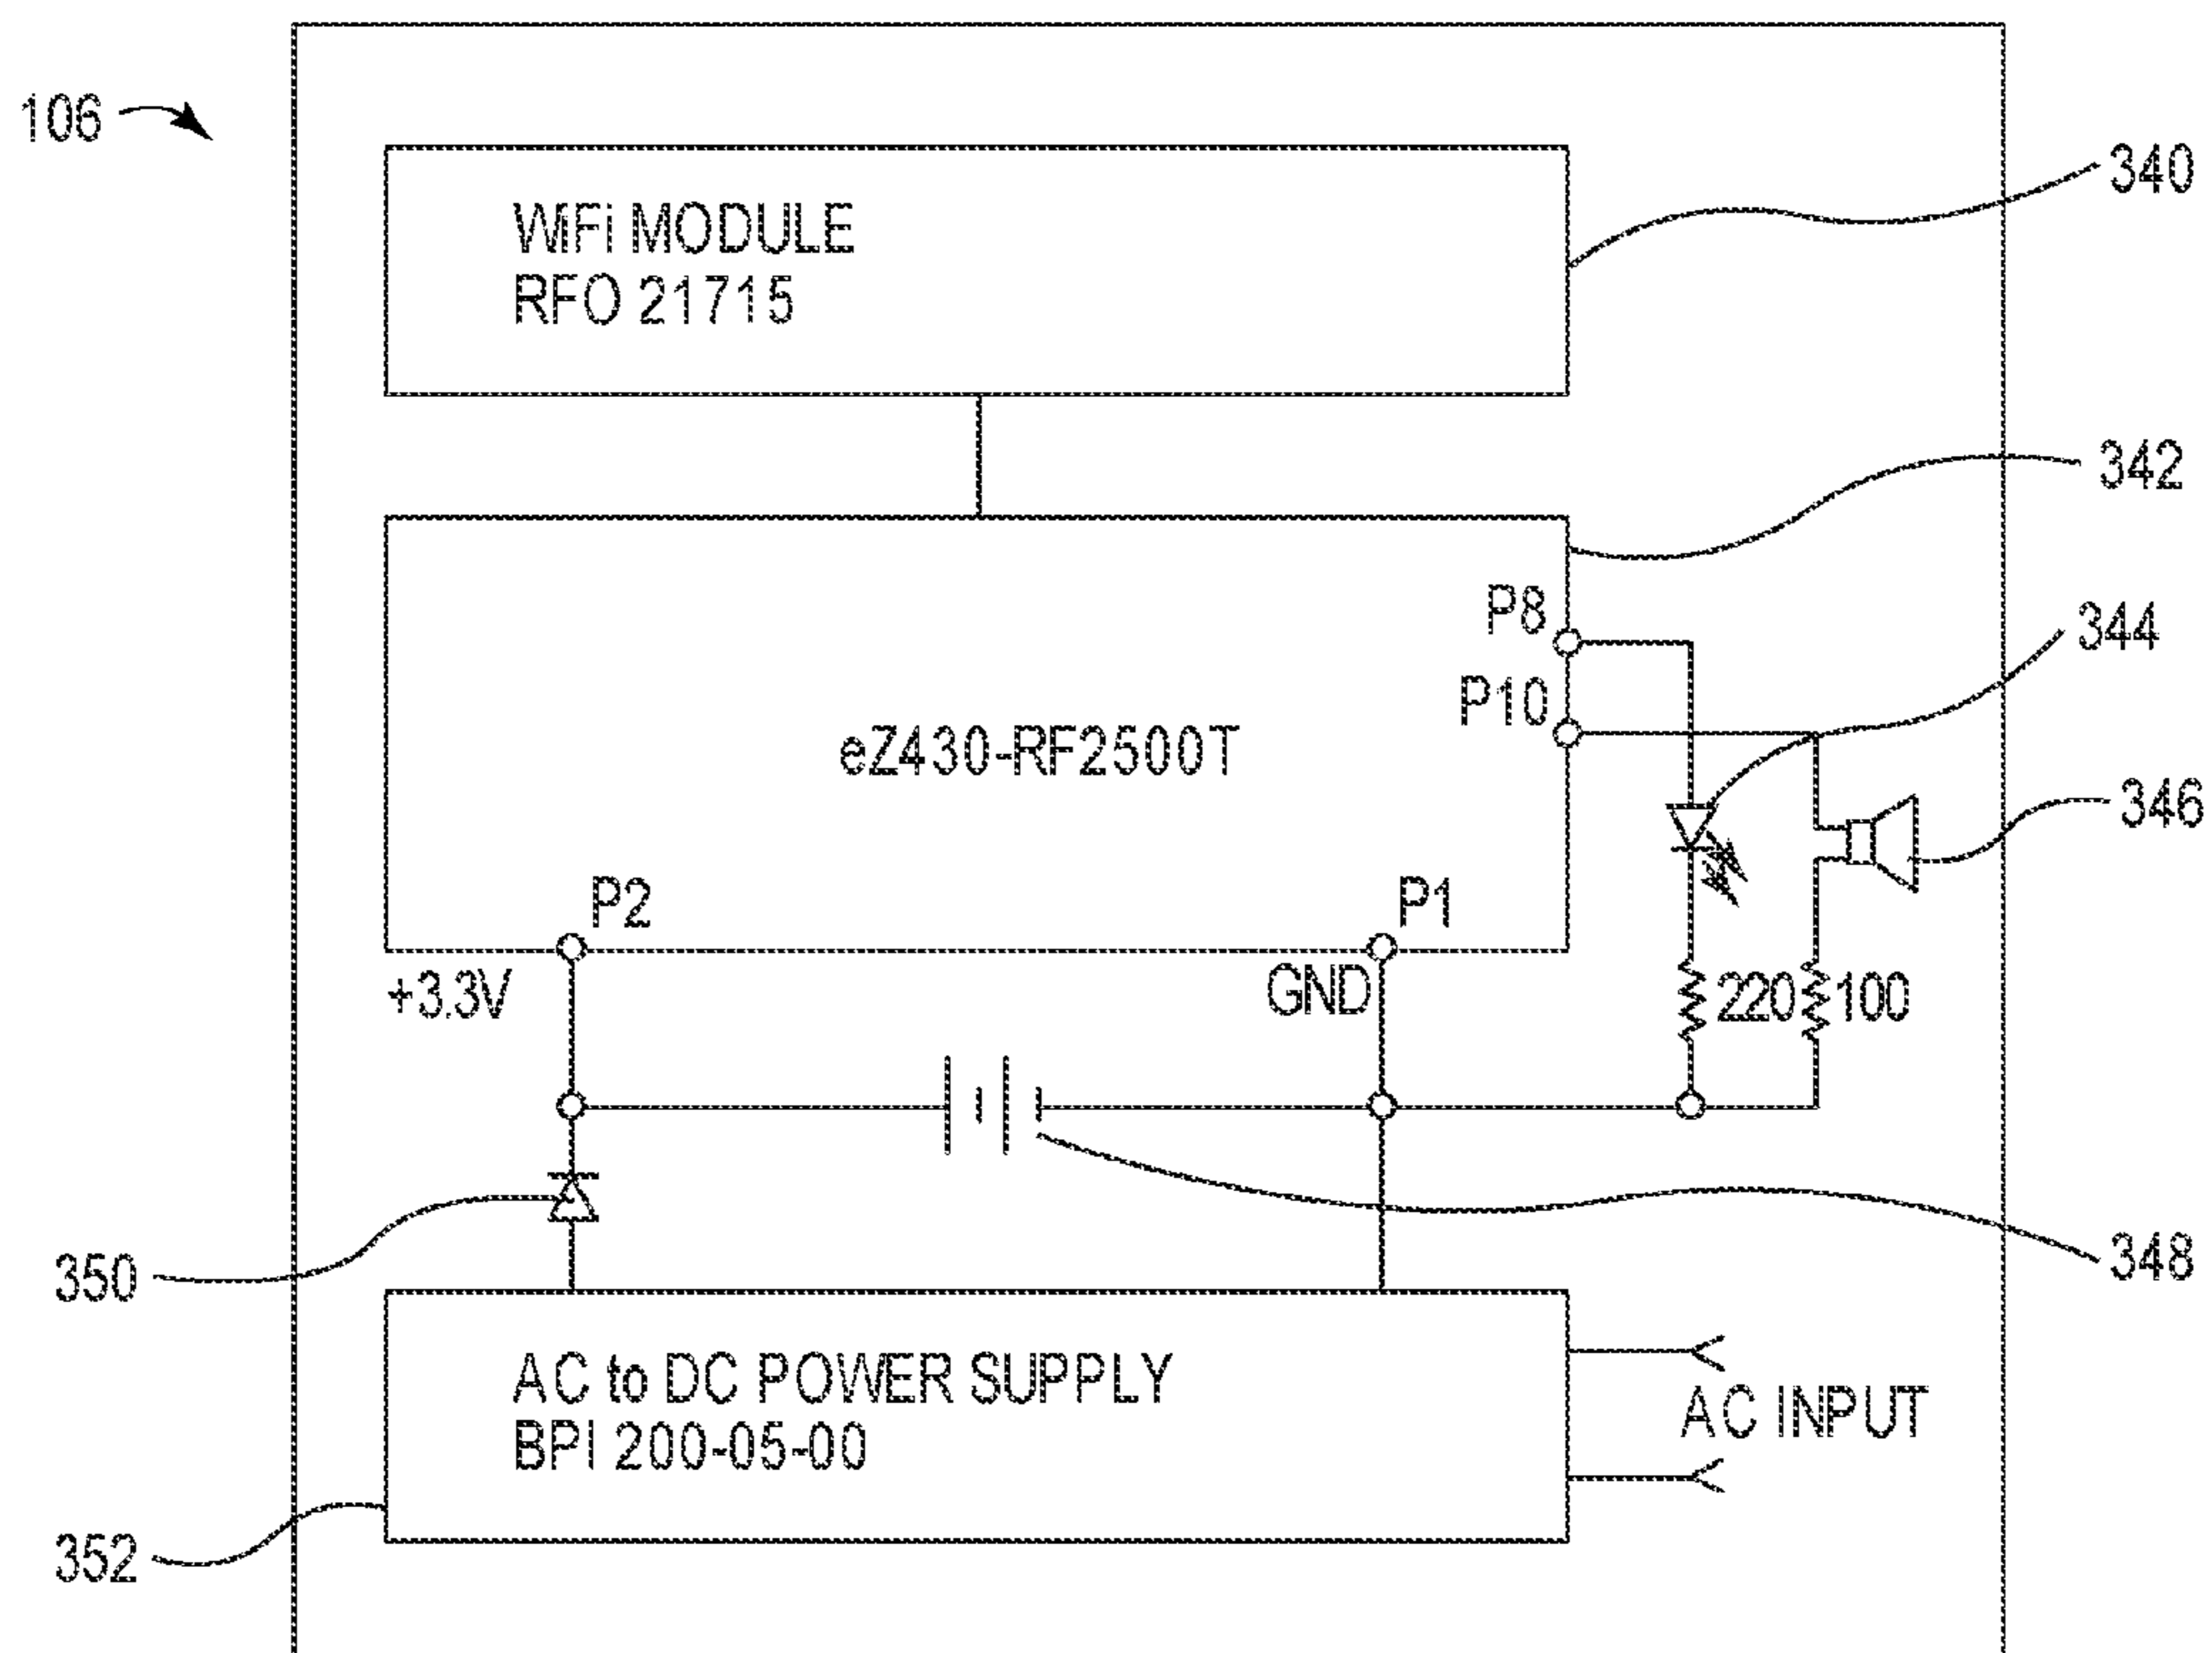 106
WiFi MODULE
RFO 21715
340
342
P8
344
P10
eZ430-RF2500T
346
P2
P1
+3.3V
GND
220
100
350
348
AC to DC POWER SUPPLY
BPI 200-05-00
AC INPUT
352